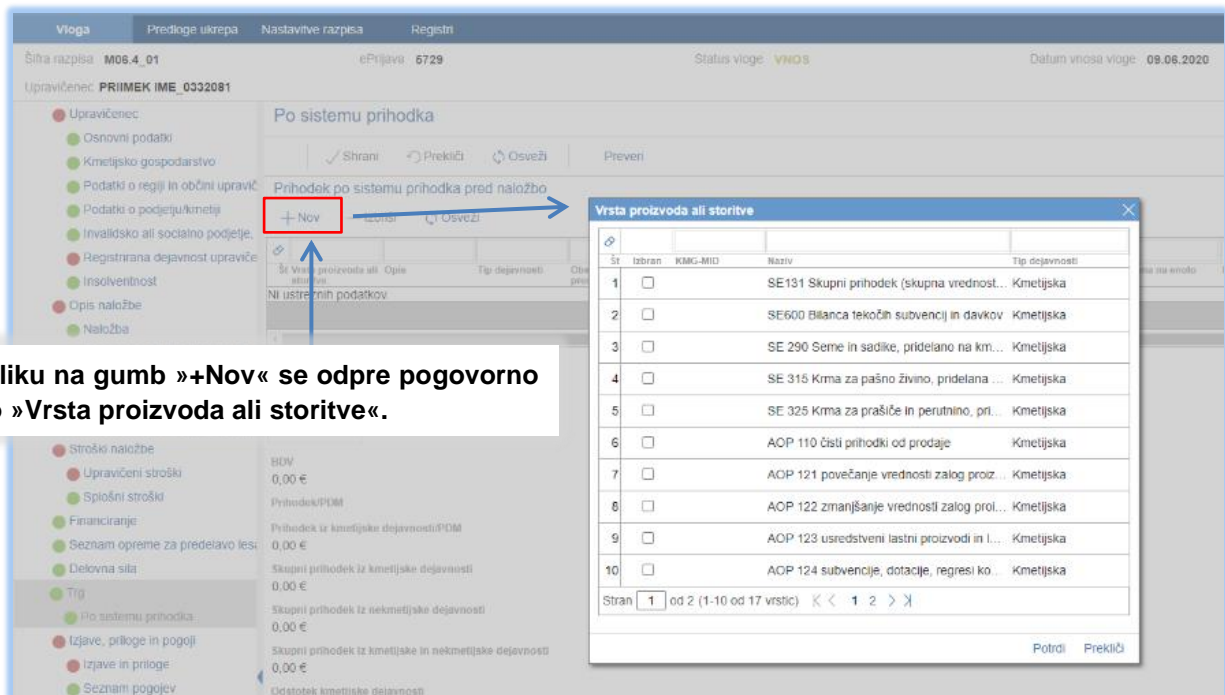 Vloga Predloge ukrepa Nastavitve razpisa Registri
Šifra razpisa M06.4_01 ePrijava 5729 Status vloge VNOS Datum vnosa vloge 09.06.2020
Upravičenec PRIIMEK IME_0332081
Upravičenec
Osnovni podatki
Kmetijsko gospodarstvo
Podatki o regiji in občini upravič
Podatki o podjetju/kmetiji
Invalidsko ali socialno podjetje,
Registrirana dejavnost upraviče
Insolventnost
Opis naložbe
Naložba
Po sistemu prihodka
Shrani Prekliči Osveži Preveri
Prihodek po sistemu prihodka pred naložbo
+ Nov Izbriši Osveži
Št Vrsta proizvoda ali storitve Opis Tip dejavnosti
na na enoto
Ni ustreznih podatkov.
liku na gumb »+Nov« se odpre pogovorno
»Vrsta proizvoda ali storitve«.
Stroški naložbe
Upravičeni stroški
Splošni stroški
Financiranje
Seznam opreme za predelavo lesa
Delovna sila
Trg
Po sistemu prihodka
Izjave, priloge in pogoji
Izjave in priloge
Seznam pogojev
BDV
0,00 €
Prihodek/PDM
Prihodek iz kmetijske dejavnosti/PDM
0,00 €
Skupni prihodek iz kmetijske dejavnosti
0,00 €
Skupni prihodek iz nekmetijske dejavnosti
0,00 €
Skupni prihodek iz kmetijske in nekmetijske dejavnosti
0,00 €
Odstotek kmetijske dejavnosti
Vrsta proizvoda ali storitve
Št Izbran KMG-MID Naziv Tip dejavnosti
1 SE131 Skupni prihodek (skupna vrednost... Kmetijska
2 SE600 Bilanca tekočih subvencij in davkov Kmetijska
3 SE 290 Seme in sadike, pridelano na km... Kmetijska
4 SE 315 Krma za pašno živino, pridelana ... Kmetijska
5 SE 325 Krma za prašiče in perutnino, pri... Kmetijska
6 AOP 110 čisti prihodki od prodaje Kmetijska
7 AOP 121 povečanje vrednosti zalog proiz... Kmetijska
8 AOP 122 zmanjšanje vrednosti zalog proi... Kmetijska
9 AOP 123 usredstveni lastni proizvodi in l... Kmetijska
10 AOP 124 subvencije, dotacije, regresi ko... Kmetijska
Stran 1 od 2 (1-10 od 17 vrstic) 1 2
Potrdi Prekliči